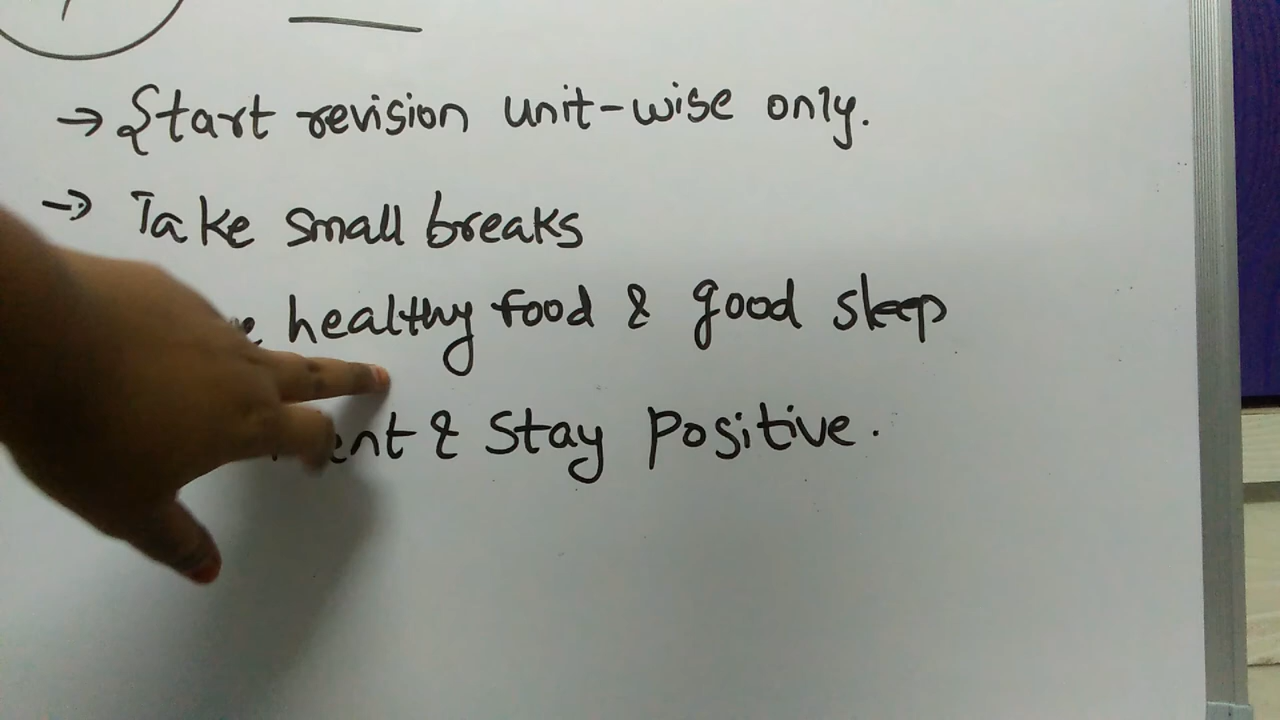 → Start revision unit-wise only.
→ Take small breaks
healthy food & good sleep
& Stay Positive.